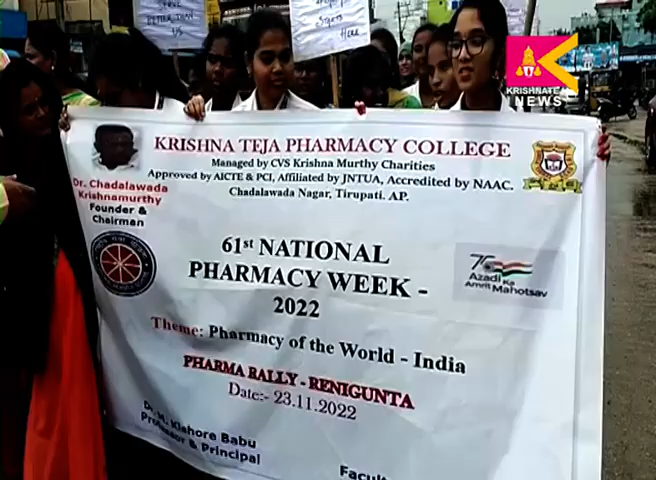 KRISHNATEJA
NEWS
KRISHNA TEJA PHARMACY COLLEGE
Managed by CVS Krishna Murthy Charities
Approved by AICTE & PCI, Affiliated by JNTUA, Accredited by NAAC.
Chadalawada Nagar, Tirupati. AP.
Dr. Chadalawada
Krishnamurthy
Founder &
Chairman
61st NATIONAL
PHARMACY WEEK -
2022
75
Azadi Ka
Amrit Mahotsav
Theme: Pharmacy of the World - India
PHARMA RALLY - RENIGUNTA
Date:- 23.11.2022
Kishore Babu
Professor & Principal